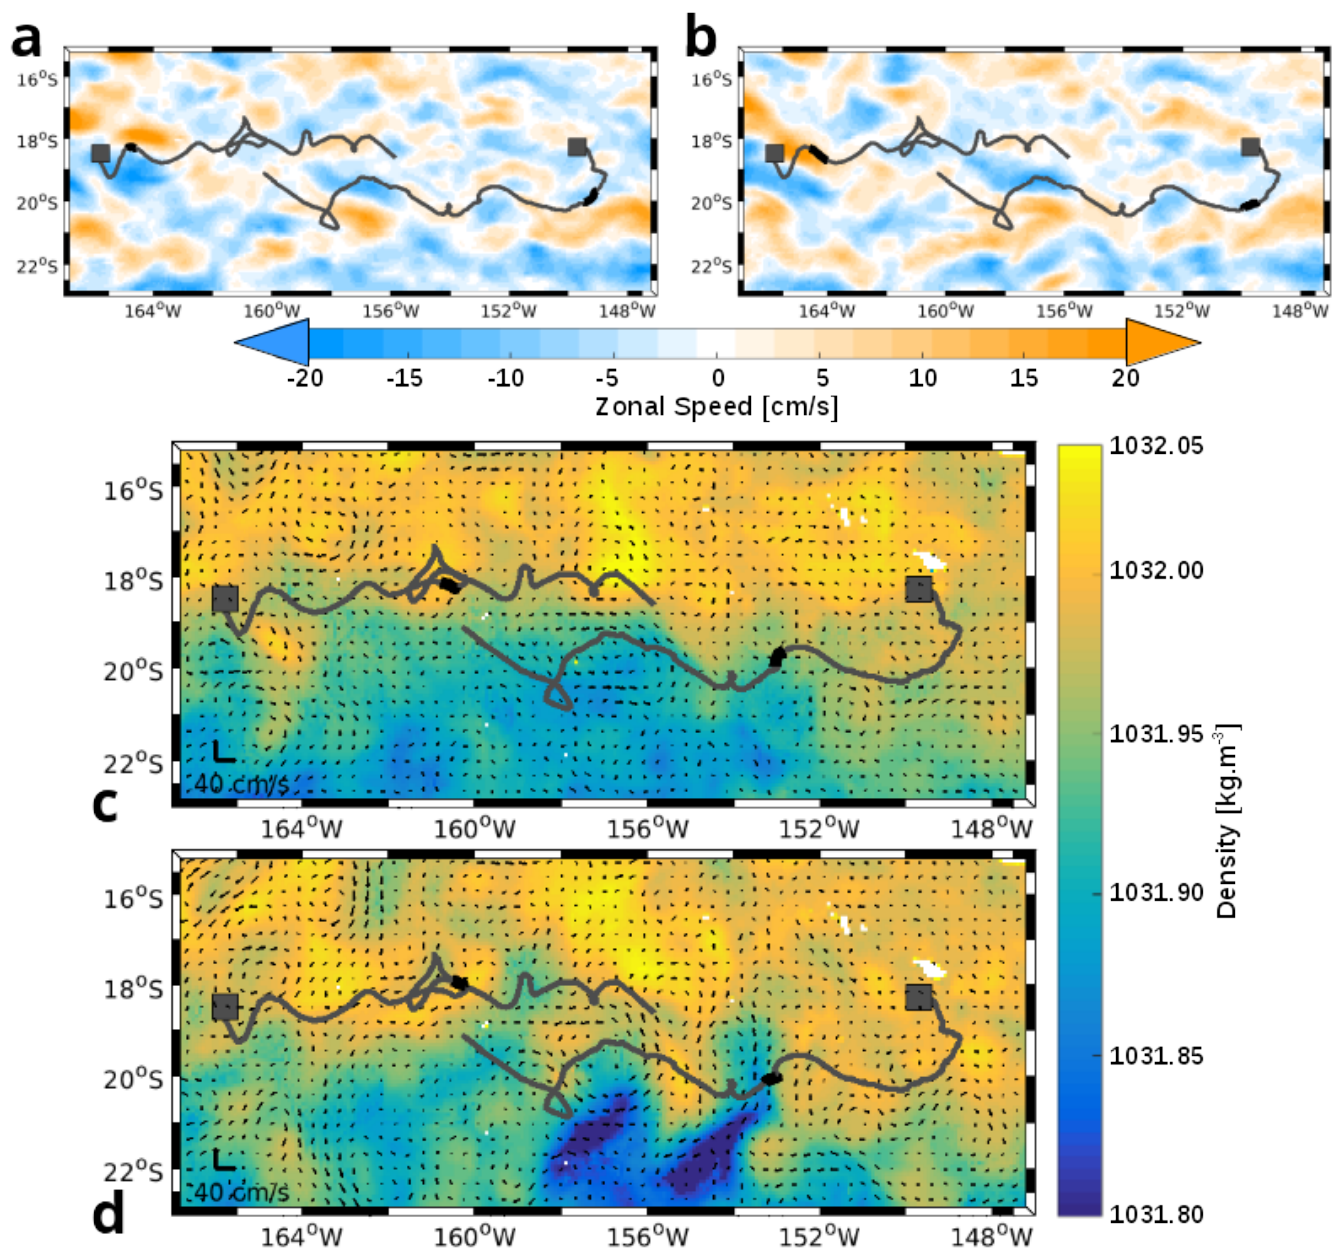 a
b
16°S
18°S
20°S
22°S
164°W 160°W 156°W 152°W 148°W
16°S
18°S
20°S
22°S
164°W 160°W 156°W 152°W 148°W
-20 -15 -10 -5 0 5 10 15 20
Zonal Speed [cm/s]
16°S
18°S
20°S
22°S
40 cm/s
c
164°W 160°W 156°W 152°W 148°W
16°S
18°S
20°S
22°S
40 cm/s
d
164°W 160°W 156°W 152°W 148°W
1032.05
1032.00
1031.95
1031.90
1031.85
1031.80
Density [kg.m⁻³]